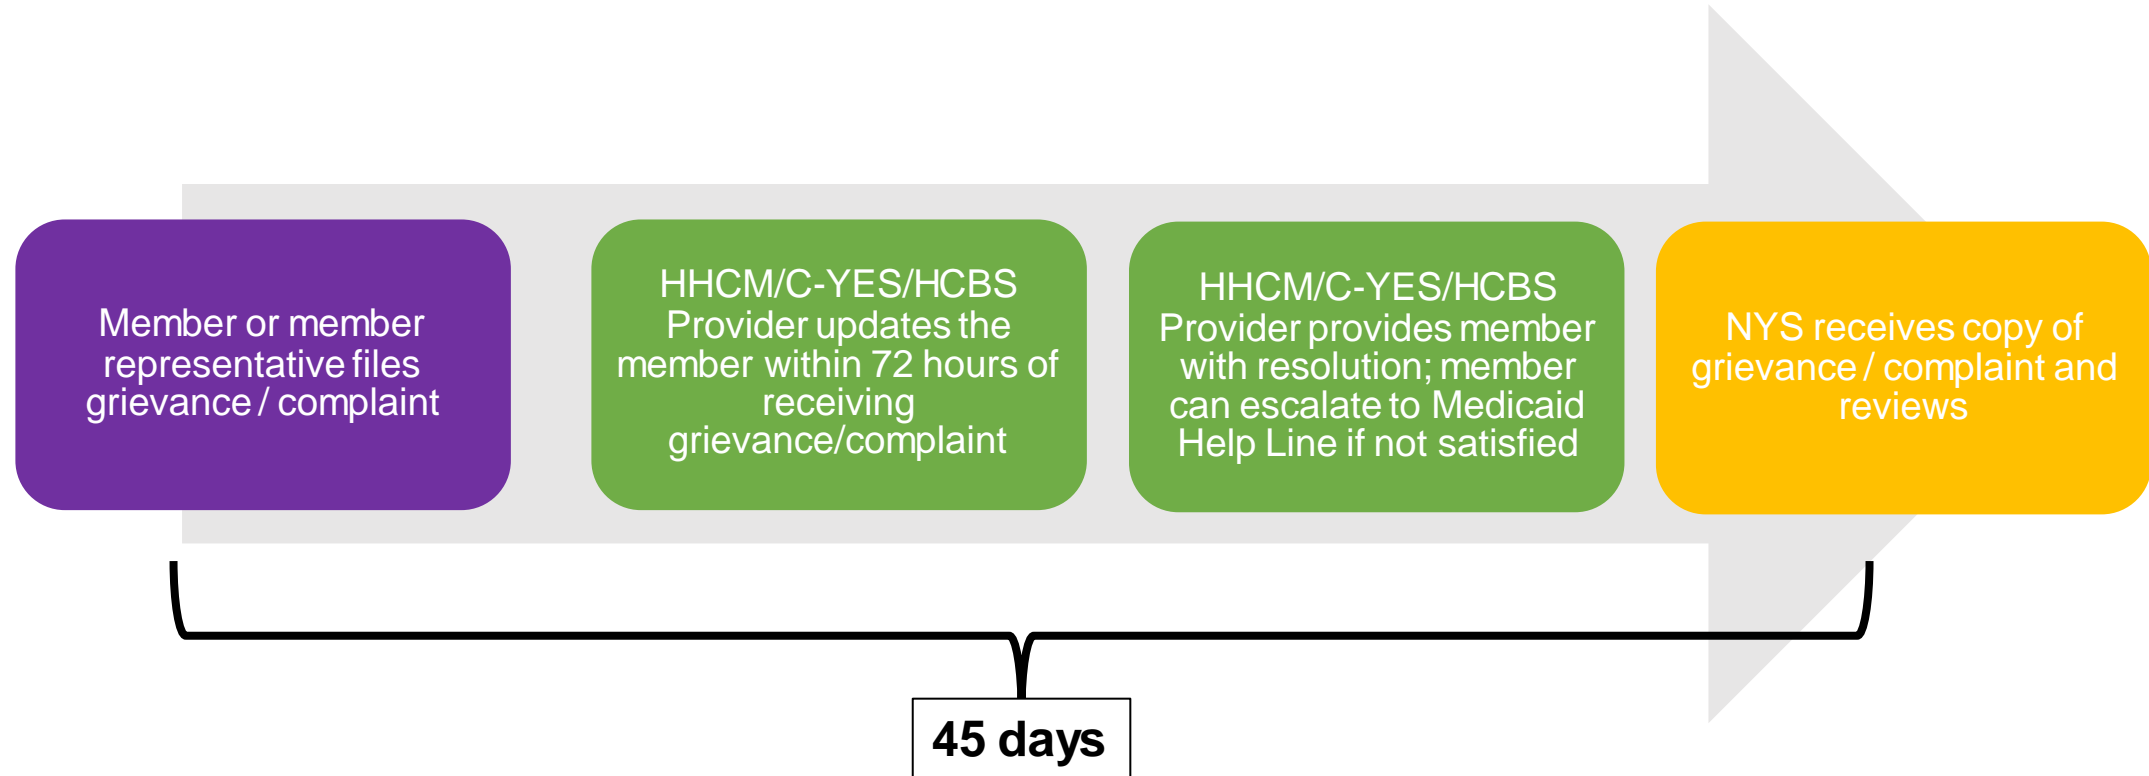 Member or member
representative files
grievance / complaint
HHCM/C-YES/HCBS
Provider updates the
member within 72 hours of
receiving
grievance/complaint
HHCM/C-YES/HCBS
Provider provides member
with resolution; member
can escalate to Medicaid
Help Line if not satisfied
NYS receives copy of
grievance / complaint and
reviews
45 days